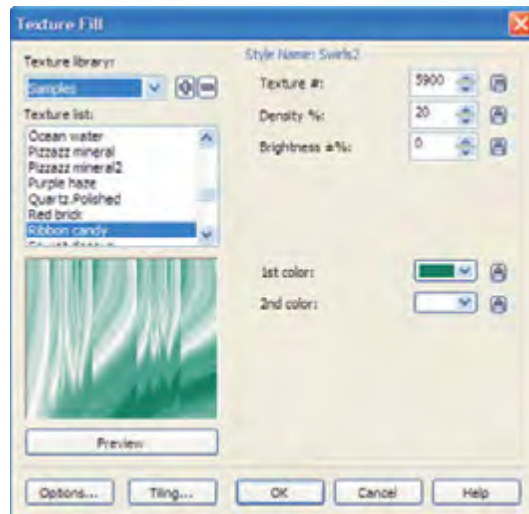 Texture Fill
Texture library:
Samples
Texture list:
Ocean water
Pizzazz mineral
Pizzazz mineral2
Purple haze
Quartz.Polished
Red brick
Ribbon candy
Preview
Style Name: Swirls2
Texture #: 5900
Density %: 20
Brightness ±%: 0
1st color:
2nd color:
Options... Tiling... OK Cancel Help